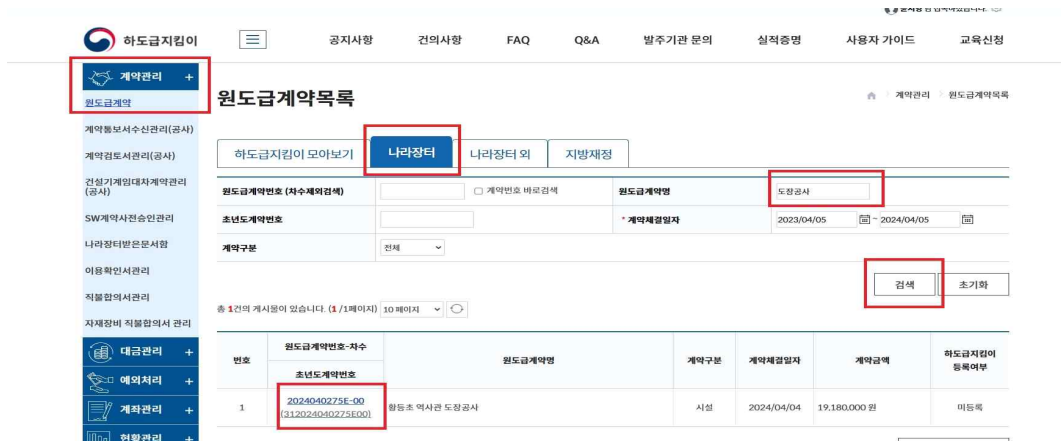 하도급지킴이
공지사항 건의사항 FAQ Q&A 발주기관 문의 실적증명 사용자 가이드 교육신청
계약관리 +
원도급계약
계약통보서수신관리(공사)
계약검토서관리(공사)
건설기계임대차계약관리
(공사)
SW계약사전승인관리
나라장터받은문서함
이용확인서관리
직불합의서관리
자재장비 직불합의서 관리
대금관리 +
예외처리 +
계좌관리 +
현황관리 +
원도급계약목록
계약관리 > 원도급계약목록
하도급지킴이 모아보기 나라장터 나라장터 외 지방재정
원도급계약번호 (차수제외검색) 계약번호 바로검색 원도급계약명 도장공사
초년도계약번호 * 계약체결일자 2023/04/05 ~ 2024/04/05
계약구분 전체
검색 초기화
총 1건의 게시물이 있습니다. (1 /1페이지) 10 페이지
번호 원도급계약번호-차수 원도급계약명 계약구분 계약체결일자 계약금액 하도급지킴이
초년도계약번호 등록여부
1 2024040275E-00 황등초 역사관 도장공사 시설 2024/04/04 19,180,000 원 미등록
(312024040275E00)